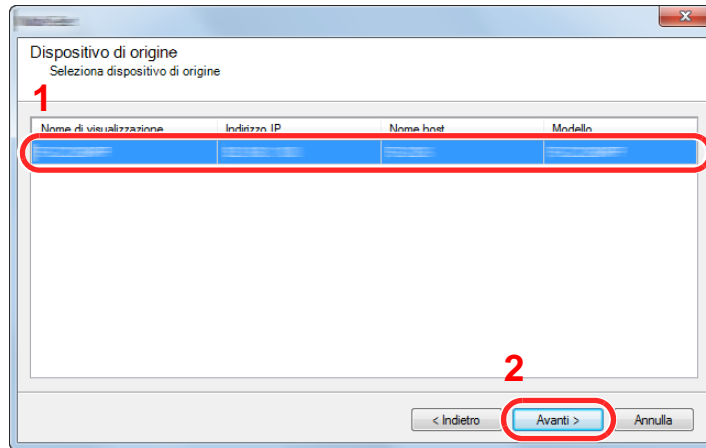 Dispositivo di origine
Seleziona dispositivo di origine
1
Nome di visualizzazione Indirizzo IP Nome host Modello
2
< Indietro Avanti > Annulla